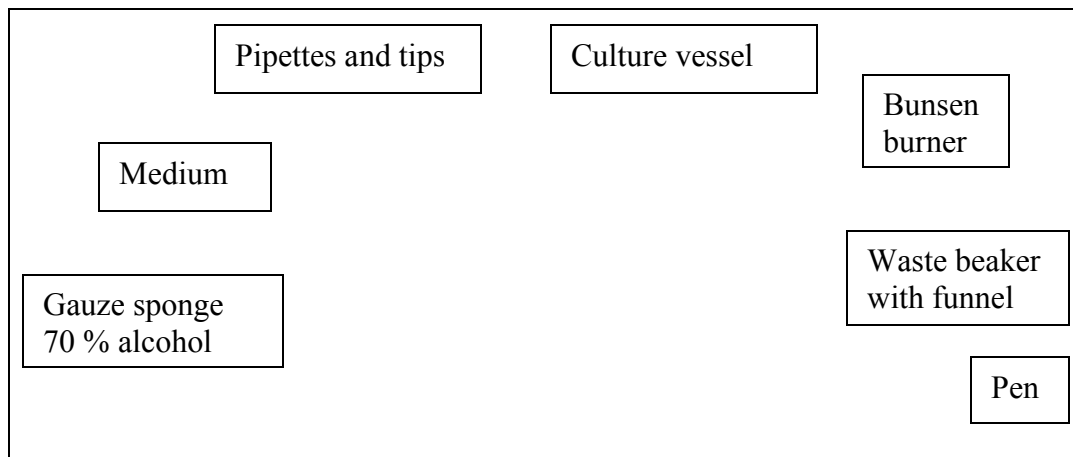 Pipettes and tips
Culture vessel
Bunsen
burner
Medium
Waste beaker
with funnel
Gauze sponge
70 % alcohol
Pen